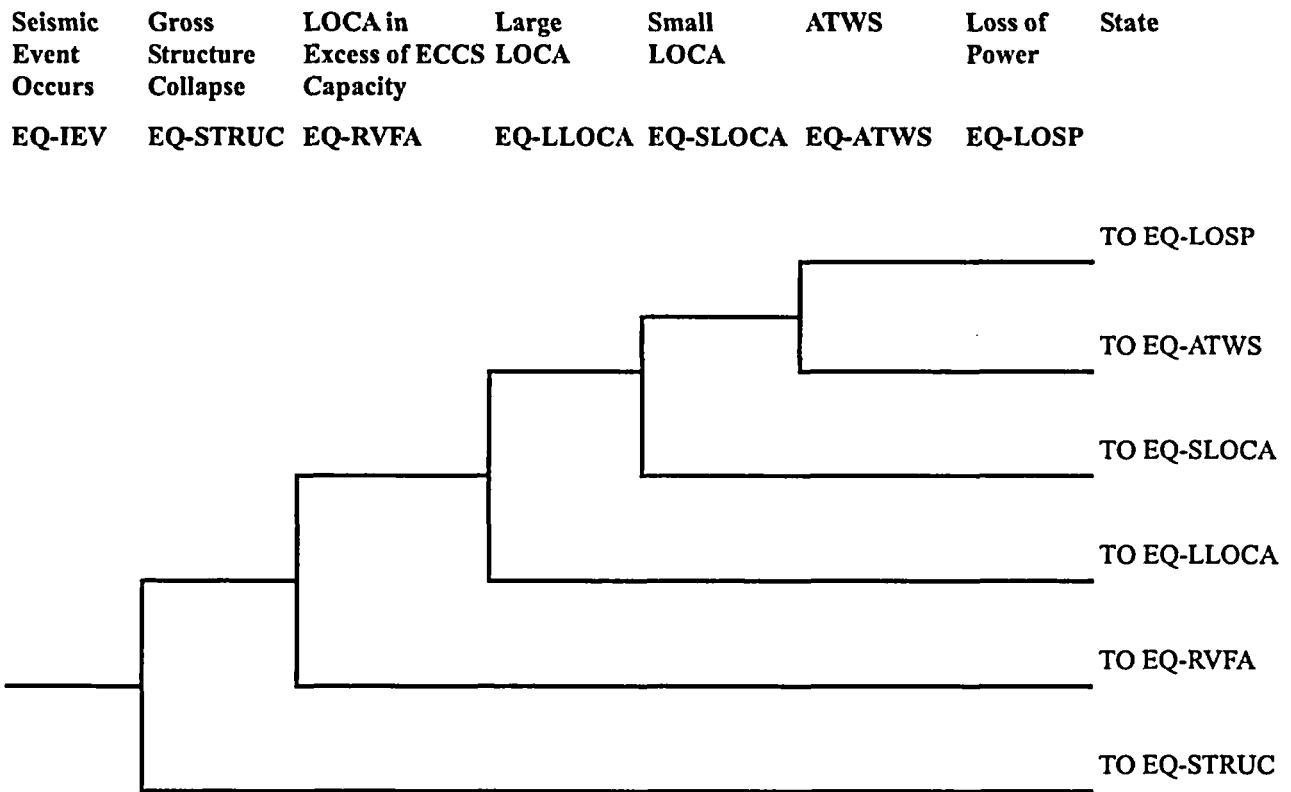 Seismic Gross LOCA in Large Small ATWS Loss of State
Event Structure Excess of ECCS LOCA LOCA Power
Occurs Collapse Capacity
EQ-IEV EQ-STRUC EQ-RVFA EQ-LLOCA EQ-SLOCA EQ-ATWS EQ-LOSP
TO EQ-LOSP
TO EQ-ATWS
TO EQ-SLOCA
TO EQ-LLOCA
TO EQ-RVFA
TO EQ-STRUC